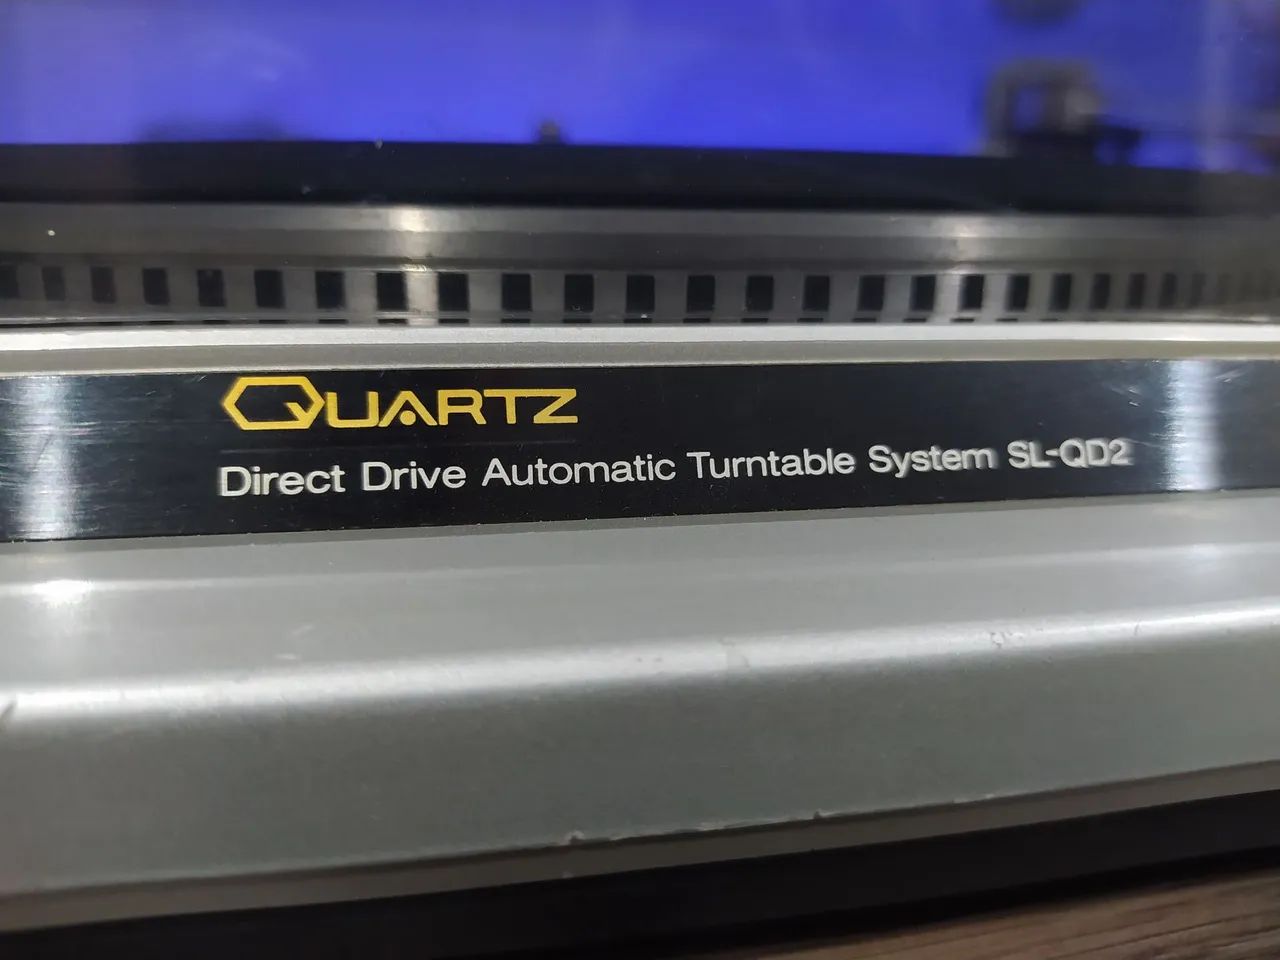 QUARTZ
Direct Drive Automatic Turntable System SL-QD2